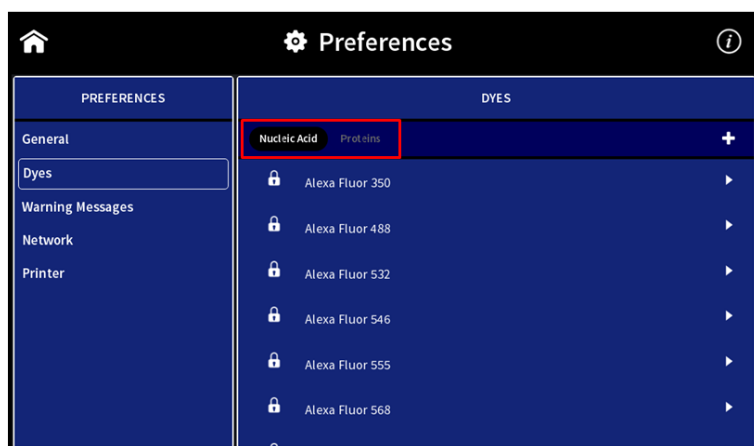 Preferences
PREFERENCES
General
Dyes
Warning Messages
Network
Printer
DYES
Nucleic Acid Proteins
Alexa Fluor 350
Alexa Fluor 488
Alexa Fluor 532
Alexa Fluor 546
Alexa Fluor 555
Alexa Fluor 568